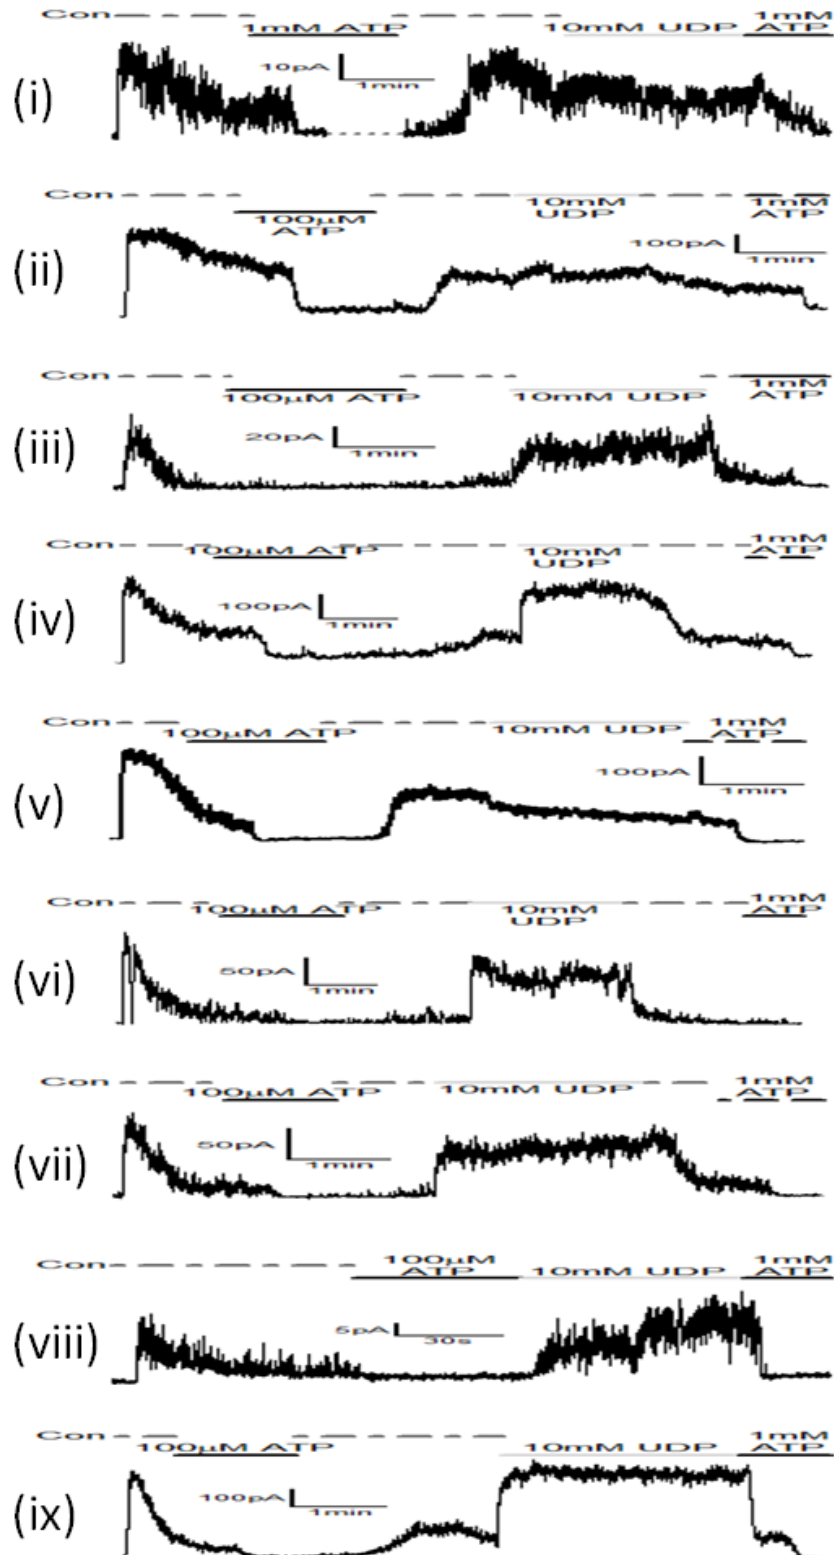 Con
1mM ATP
10mM UDP
1mM
ATP
10pA
1min
(i)
Con
100μM
ATP
10mM
UDP
1mM
ATP
100pA
1min
(ii)
Con
100μM ATP
10mM UDP
1mM
ATP
20pA
1min
(iii)
Con
100μM ATP
10mM
UDP
1mM
ATP
100pA
1min
(iv)
Con
100μM ATP
10mM UDP
1mM
ATP
100pA
1min
(v)
Con
100μM ATP
10mM
UDP
1mM
ATP
50pA
1min
(vi)
Con
100μM ATP
10mM UDP
1mM
ATP
50pA
1min
(vii)
Con
100μM
ATP
10mM UDP
1mM
ATP
5pA
30s
(viii)
Con
100μM ATP
10mM UDP
1mM
ATP
100pA
1min
(ix)